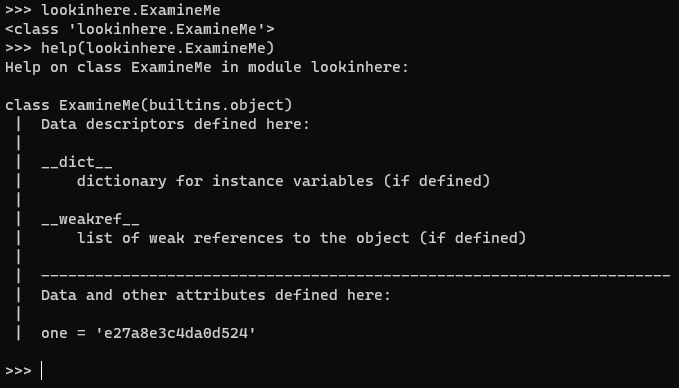 >>> lookinhere.ExamineMe
<class 'lookinhere.ExamineMe'>
>>> help(lookinhere.ExamineMe)
Help on class ExamineMe in module lookinhere:

class ExamineMe(builtins.object)
 |  Data descriptors defined here:
 |
 |  __dict__
 |      dictionary for instance variables (if defined)
 |
 |  __weakref__
 |      list of weak references to the object (if defined)
 |
 |  ----------------------------------------------------------------------
 |  Data and other attributes defined here:
 |
 |  one = 'e27a8e3c4da0d524'

>>>